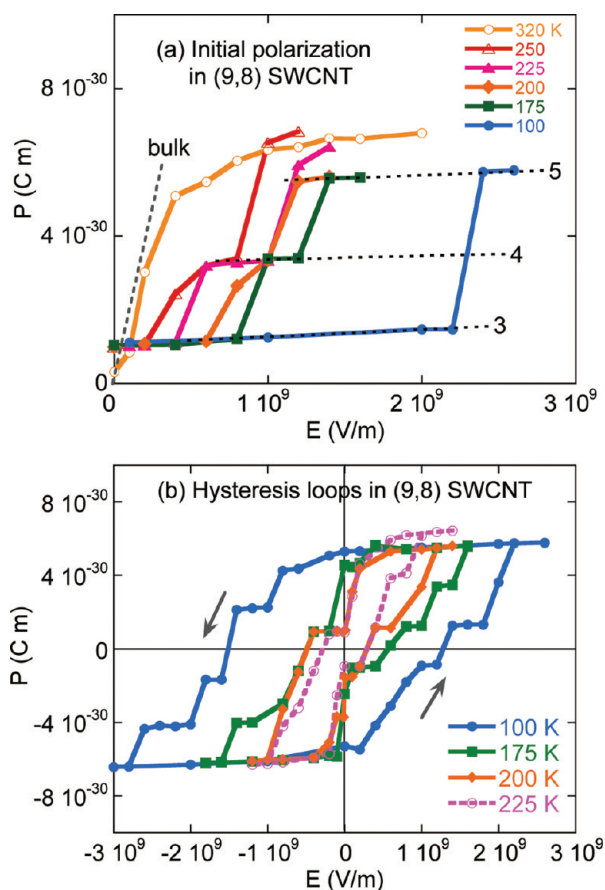 (a) Initial polarization
in (9,8) SWCNT
320 K
250
225
200
175
100
bulk
5
4
3
8 10-30
4 10-30
0
P (C m)
0
1 10⁹
2 10⁹
3 10⁹
E (V/m)
(b) Hysteresis loops in (9,8) SWCNT
8 10-30
4 10-30
0
-4 10-30
-8 10-30
P (C m)
100 K
175 K
200 K
225 K
-3 10⁹
-2 10⁹
-1 10⁹
0
1 10⁹
2 10⁹
3 10⁹
E (V/m)